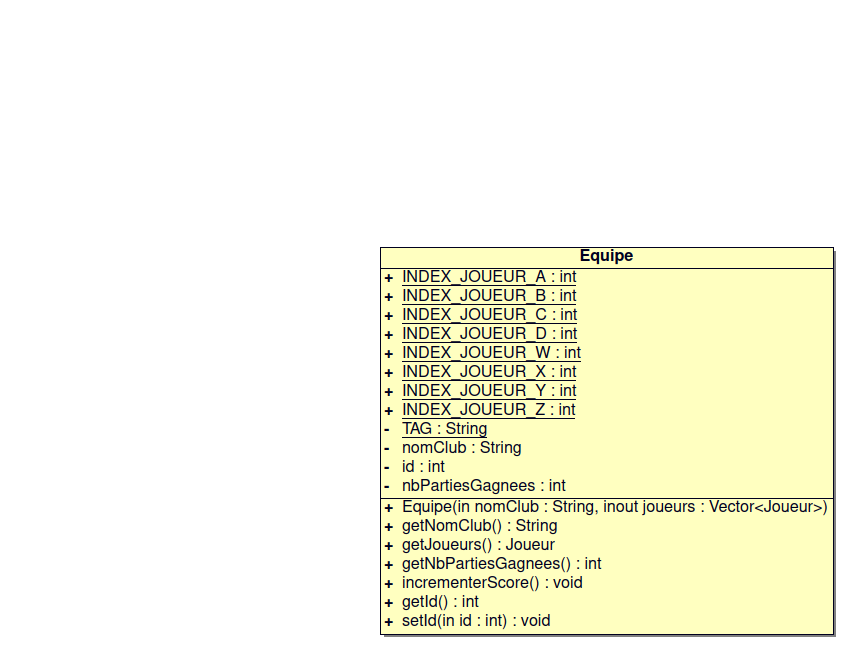 Equipe
+ INDEX_JOUEUR_A : int
+ INDEX_JOUEUR_B : int
+ INDEX_JOUEUR_C : int
+ INDEX_JOUEUR_D : int
+ INDEX_JOUEUR_W : int
+ INDEX_JOUEUR_X : int
+ INDEX_JOUEUR_Y : int
+ INDEX_JOUEUR_Z : int
- TAG : String
- nomClub : String
- id : int
- nbPartiesGagnees : int
+ Equipe(in nomClub : String, inout joueurs : Vector<Joueur>)
+ getNomClub() : String
+ getJoueurs() : Joueur
+ getNbPartiesGagnees() : int
+ incrementerScore() : void
+ getId() : int
+ setId(in id : int) : void